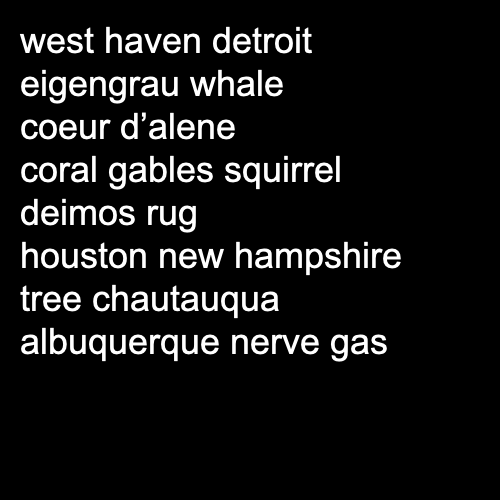 west haven detroit
eigengrau whale
coeur d’alene
coral gables squirrel
deimos rug
houston new hampshire
tree chautauqua
albuquerque nerve gas